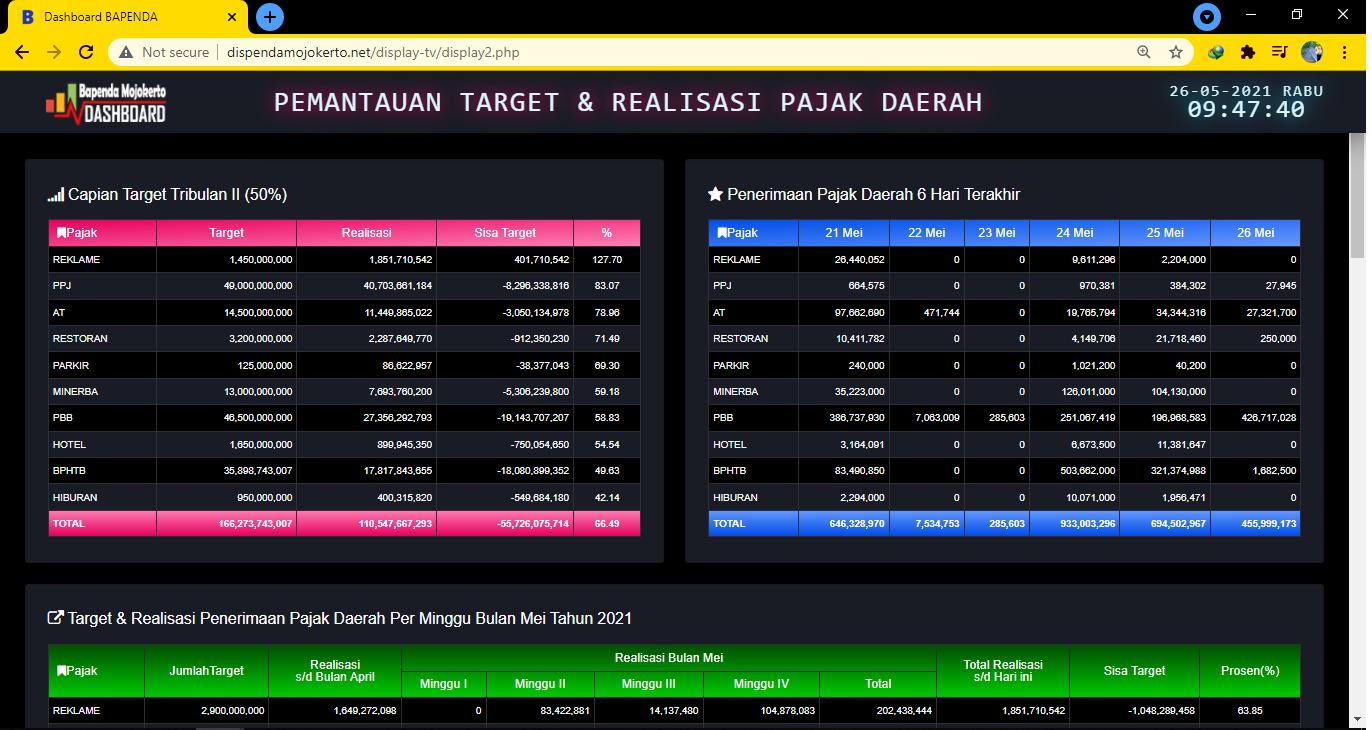 Dashboard BAPENDA
Not secure dispendamojokerto.net/display-tv/display2.php
Bapenda Mojokerto
DASHBOARD
PEMANTAUAN TARGET & REALISASI PAJAK DAERAH
26-05-2021 RABU
09:47:40
Capian Target Tribulan II (50%)
Pajak Target Realisasi Sisa Target %
REKLAME 1,450,000,000 1,851,710,542 401,710,542 127.70
PPJ 49,000,000,000 40,703,661,184 -8,296,338,816 83.07
AT 14,500,000,000 11,449,865,022 -3,050,134,978 78.96
RESTORAN 3,200,000,000 2,287,649,770 -912,350,230 71.49
PARKIR 125,000,000 86,622,957 -38,377,043 69.30
MINERBA 13,000,000,000 7,693,760,200 -5,306,239,800 59.18
PBB 46,500,000,000 27,356,292,793 -19,143,707,207 58.83
HOTEL 1,650,000,000 899,945,350 -750,054,650 54.54
BPHTB 35,898,743,007 17,817,843,655 -18,080,899,352 49.63
HIBURAN 950,000,000 400,315,820 -549,684,180 42.14
TOTAL 166,273,743,007 110,547,667,293 -55,726,075,714 66.49
Penerimaan Pajak Daerah 6 Hari Terakhir
Pajak 21 Mei 22 Mei 23 Mei 24 Mei 25 Mei 26 Mei
REKLAME 26,440,052 0 0 9,611,296 2,204,000 0
PPJ 664,575 0 0 970,381 384,302 27,945
AT 97,662,690 471,744 0 19,765,794 34,344,316 27,321,700
RESTORAN 10,411,782 0 0 4,149,706 21,718,460 250,000
PARKIR 240,000 0 0 1,021,200 40,200 0
MINERBA 35,223,000 0 0 126,011,000 104,130,000 0
PBB 386,737,930 7,063,009 285,603 251,067,419 196,968,583 426,717,028
HOTEL 3,164,091 0 0 6,673,500 11,381,647 0
BPHTB 83,490,850 0 0 503,662,000 321,374,988 1,682,500
HIBURAN 2,294,000 0 0 10,071,000 1,956,471 0
TOTAL 646,328,970 7,534,753 285,603 933,003,296 694,502,967 455,999,173
Target & Realisasi Penerimaan Pajak Daerah Per Minggu Bulan Mei Tahun 2021
Pajak JumlahTarget Realisasi s/d Bulan April Realisasi Bulan Mei Total Realisasi s/d Hari ini Sisa Target Prosen(%)
Minggu I Minggu II Minggu III Minggu IV Total
REKLAME 2,900,000,000 1,649,272,098 0 83,422,881 14,137,480 104,878,083 202,438,444 1,851,710,542 -1,048,289,458 63.85